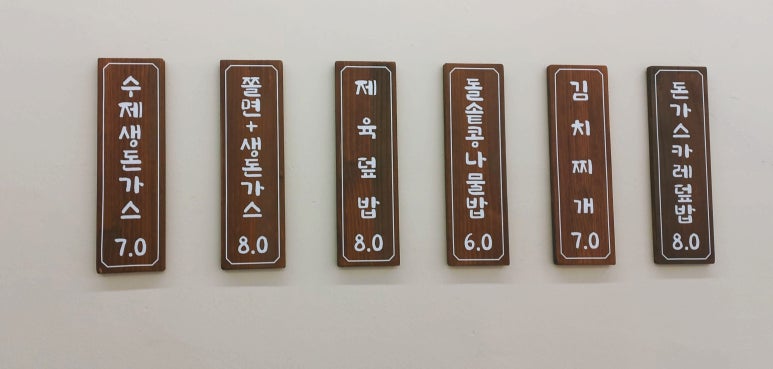 수제생돈가스
7.0
쫄면+생돈가스
8.0
제육덮밥
8.0
돌솥콩나물밥
6.0
김치찌개
7.0
돈가스카레덮밥
8.0